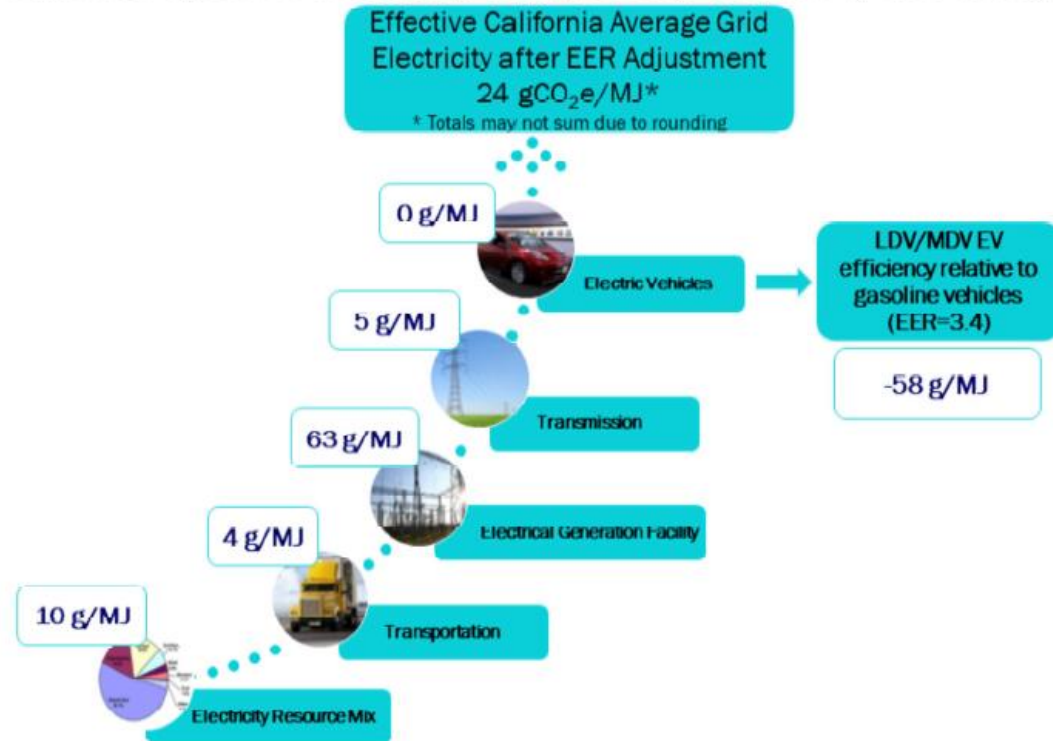 Effective California Average Grid
Electricity after EER Adjustment
24 gCO₂e/MJ*
* Totals may not sum due to rounding
0 g/MJ
Electric Vehicles
LDV/MDV EV
efficiency relative to
gasoline vehicles
(EER=3.4)
-58 g/MJ
5 g/MJ
Transmission
63 g/MJ
Electrical Generation Facility
4 g/MJ
Transportation
10 g/MJ
Electricity Resource Mix